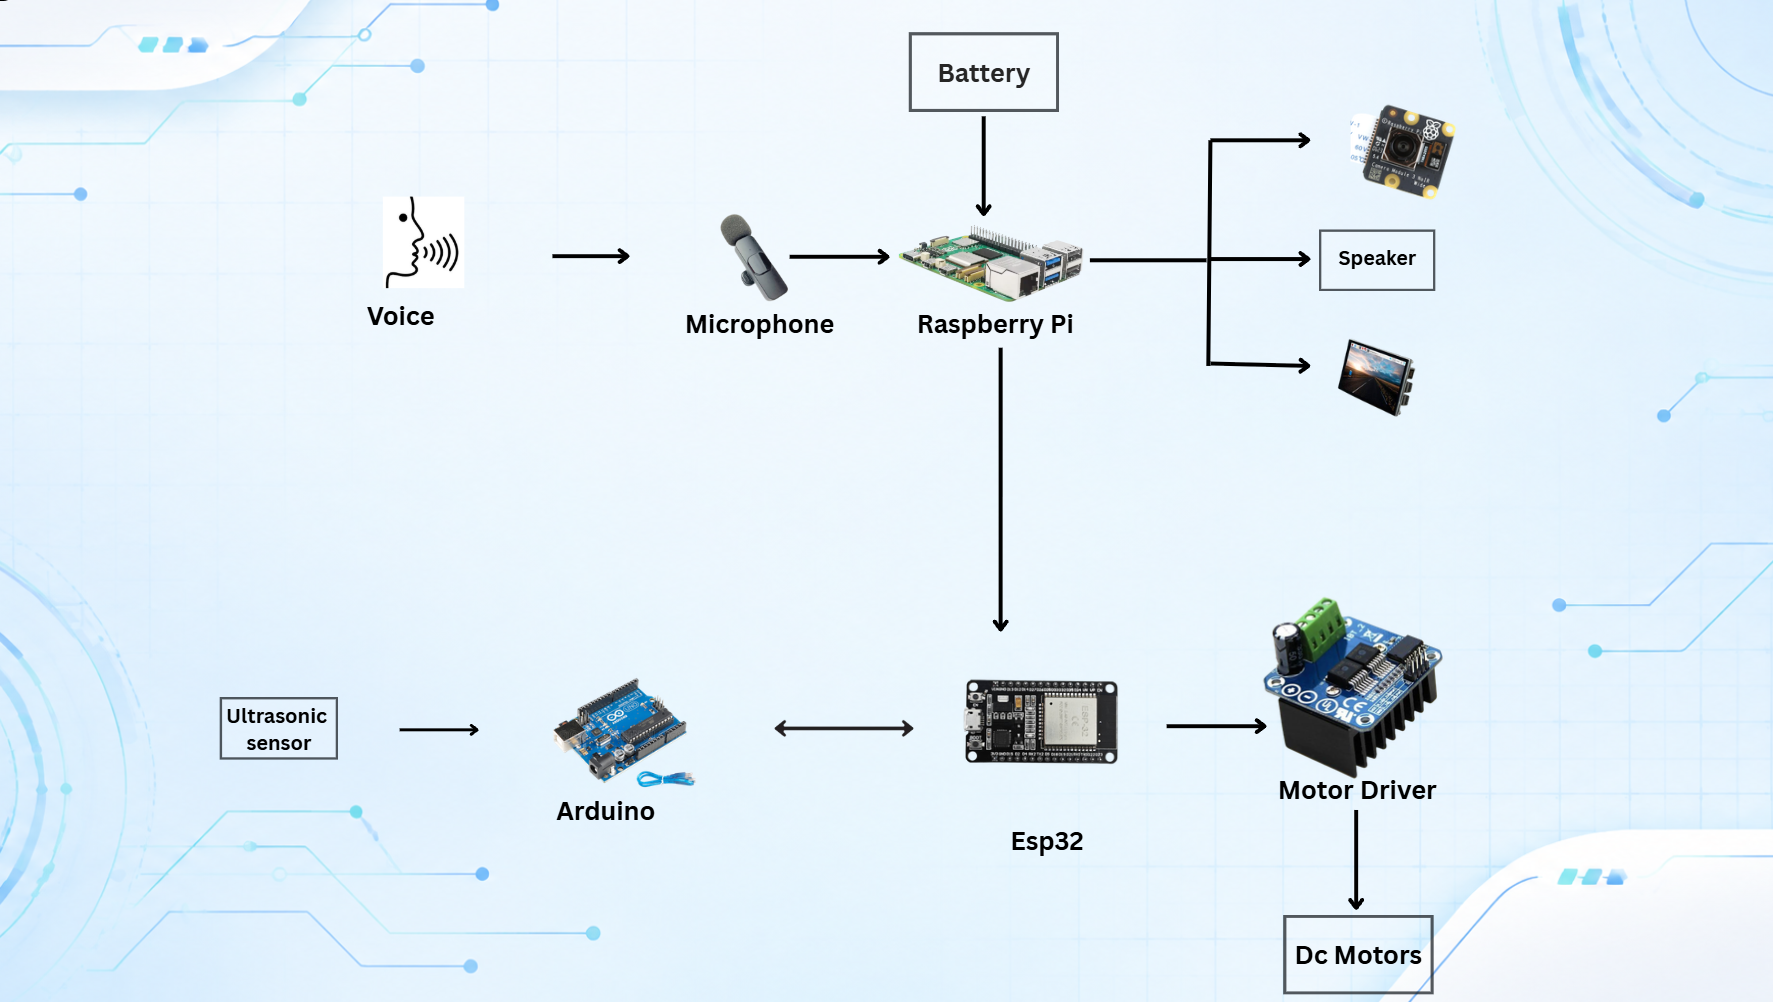 Battery
Voice
Microphone
Raspberry Pi
Speaker
Ultrasonic
sensor
Arduino
Esp32
Motor Driver
Dc Motors